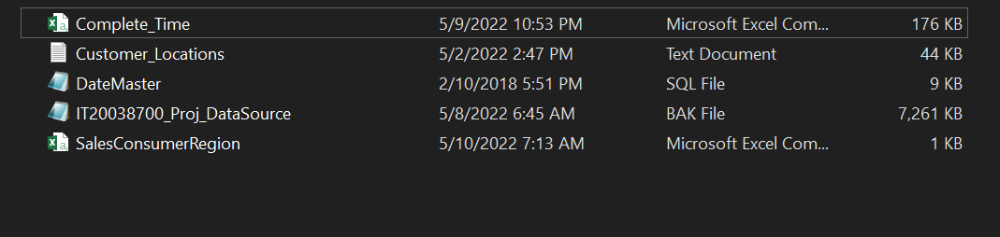 Complete_Time 5/9/2022 10:53 PM Microsoft Excel Com... 176 KB
Customer_Locations 5/2/2022 2:47 PM Text Document 44 KB
DateMaster 2/10/2018 5:51 PM SQL File 9 KB
IT20038700_Proj_DataSource 5/8/2022 6:45 AM BAK File 7,261 KB
SalesConsumerRegion 5/10/2022 7:13 AM Microsoft Excel Com... 1 KB